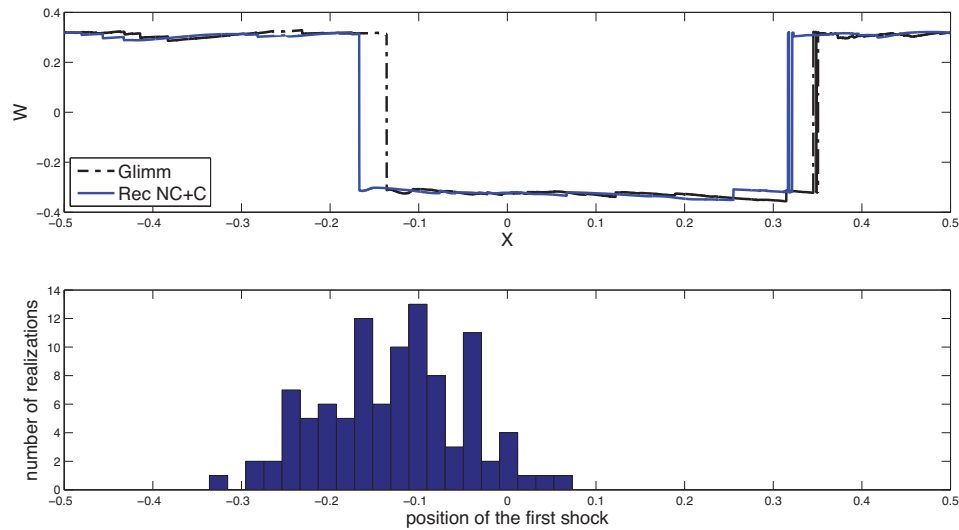 0.4
0.2
0
−0.2
−0.4
W
Glimm
Rec NC+C
−0.5 −0.4 −0.3 −0.2 −0.1 0 0.1 0.2 0.3 0.4 0.5
X
14
12
10
8
6
4
2
0
number of realizations
−0.5 −0.4 −0.3 −0.2 −0.1 0 0.1 0.2 0.3 0.4 0.5
position of the first shock